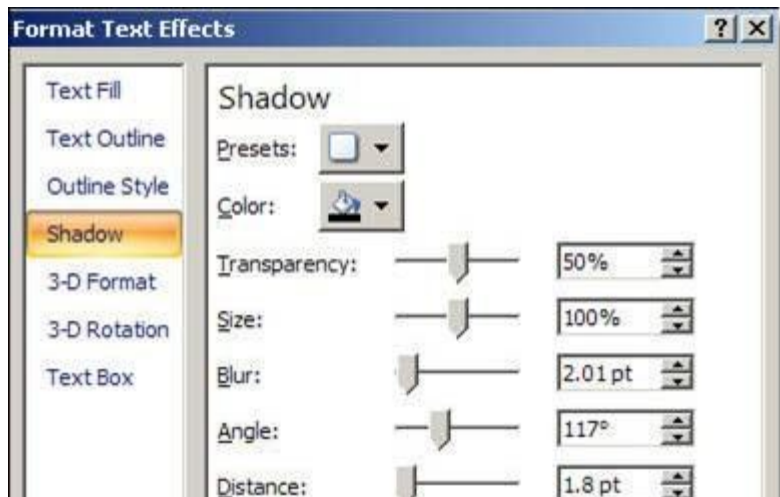 Format Text Effects
Text Fill
Text Outline
Outline Style
Shadow
3-D Format
3-D Rotation
Text Box
Shadow
Presets:
Color:
Transparency: 50%
Size: 100%
Blur: 2.01 pt
Angle: 117°
Distance: 1.8 pt